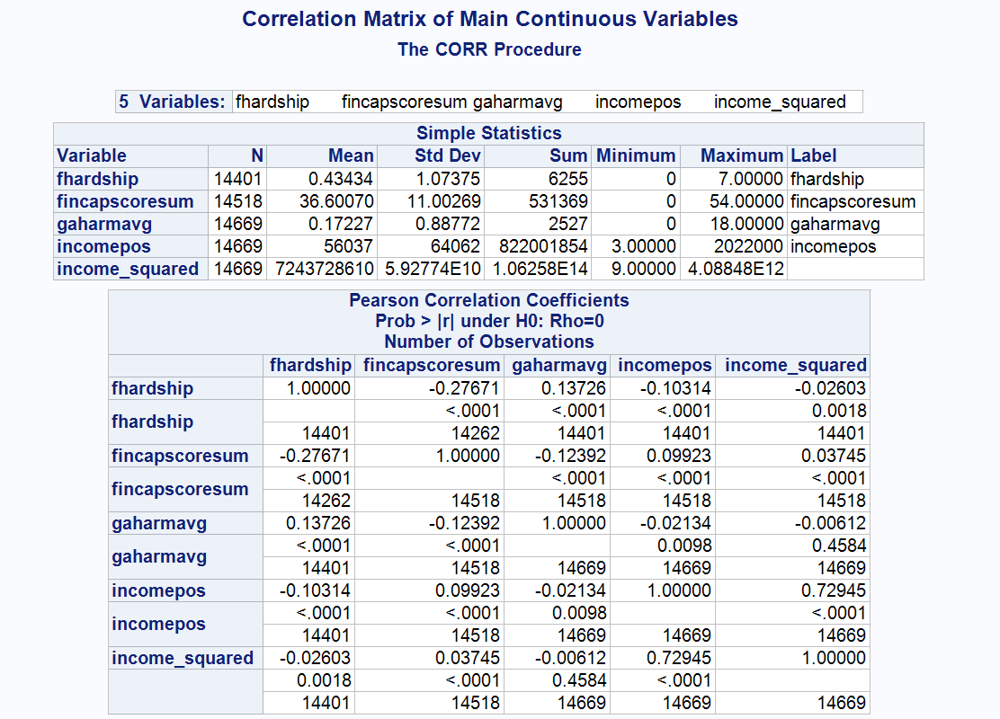 Correlation Matrix of Main Continuous Variables
The CORR Procedure
5 Variables: fhardship fincapscoresum gaharmavg incomepos income_squared
Simple Statistics
Variable N Mean Std Dev Sum Minimum Maximum Label
fhardship 14401 0.43434 1.07375 6255 0 7.00000 fhardship
fincapscoresum 14518 36.60070 11.00269 531369 0 54.00000 fincapscoresum
gaharmavg 14669 0.17227 0.88772 2527 0 18.00000 gaharmavg
incomepos 14669 56037 64062 822001854 3.00000 2022000 incomepos
income_squared 14669 7243728610 5.92774E10 1.06258E14 9.00000 4.08848E12
Pearson Correlation Coefficients
Prob > |r| under H0: Rho=0
Number of Observations
fhardship fincapscoresum gaharmavg incomepos income_squared
fhardship 1.00000 -0.27671 0.13726 -0.10314 -0.02603
fhardship <.0001 <.0001 <.0001 0.0018
14401 14262 14401 14401 14401
fincapscoresum -0.27671 1.00000 -0.12392 0.09923 0.03745
fincapscoresum <.0001 <.0001 <.0001 <.0001
14262 14518 14518 14518 14518
gaharmavg 0.13726 -0.12392 1.00000 -0.02134 -0.00612
gaharmavg <.0001 <.0001 0.0098 0.4584
14401 14518 14669 14669 14669
incomepos -0.10314 0.09923 -0.02134 1.00000 0.72945
incomepos <.0001 <.0001 0.0098 <.0001
14401 14518 14669 14669 14669
income_squared -0.02603 0.03745 -0.00612 0.72945 1.00000
0.0018 <.0001 0.4584 <.0001
14401 14518 14669 14669 14669